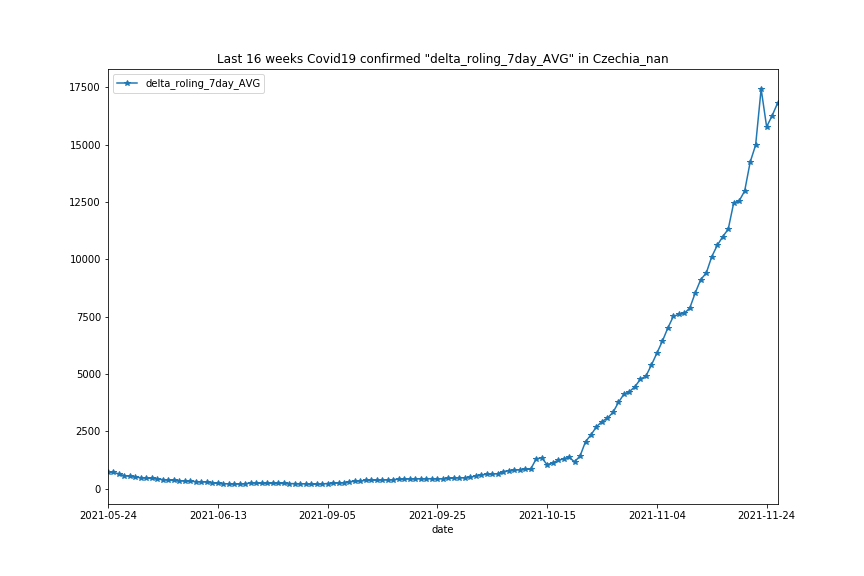 Last 16 weeks Covid19 confirmed "delta_roling_7day_AVG" in Czechia_nan
delta_roling_7day_AVG
17500
15000
12500
10000
7500
5000
2500
0
2021-05-24 2021-06-13 2021-09-05 2021-09-25 2021-10-15 2021-11-04 2021-11-24
date